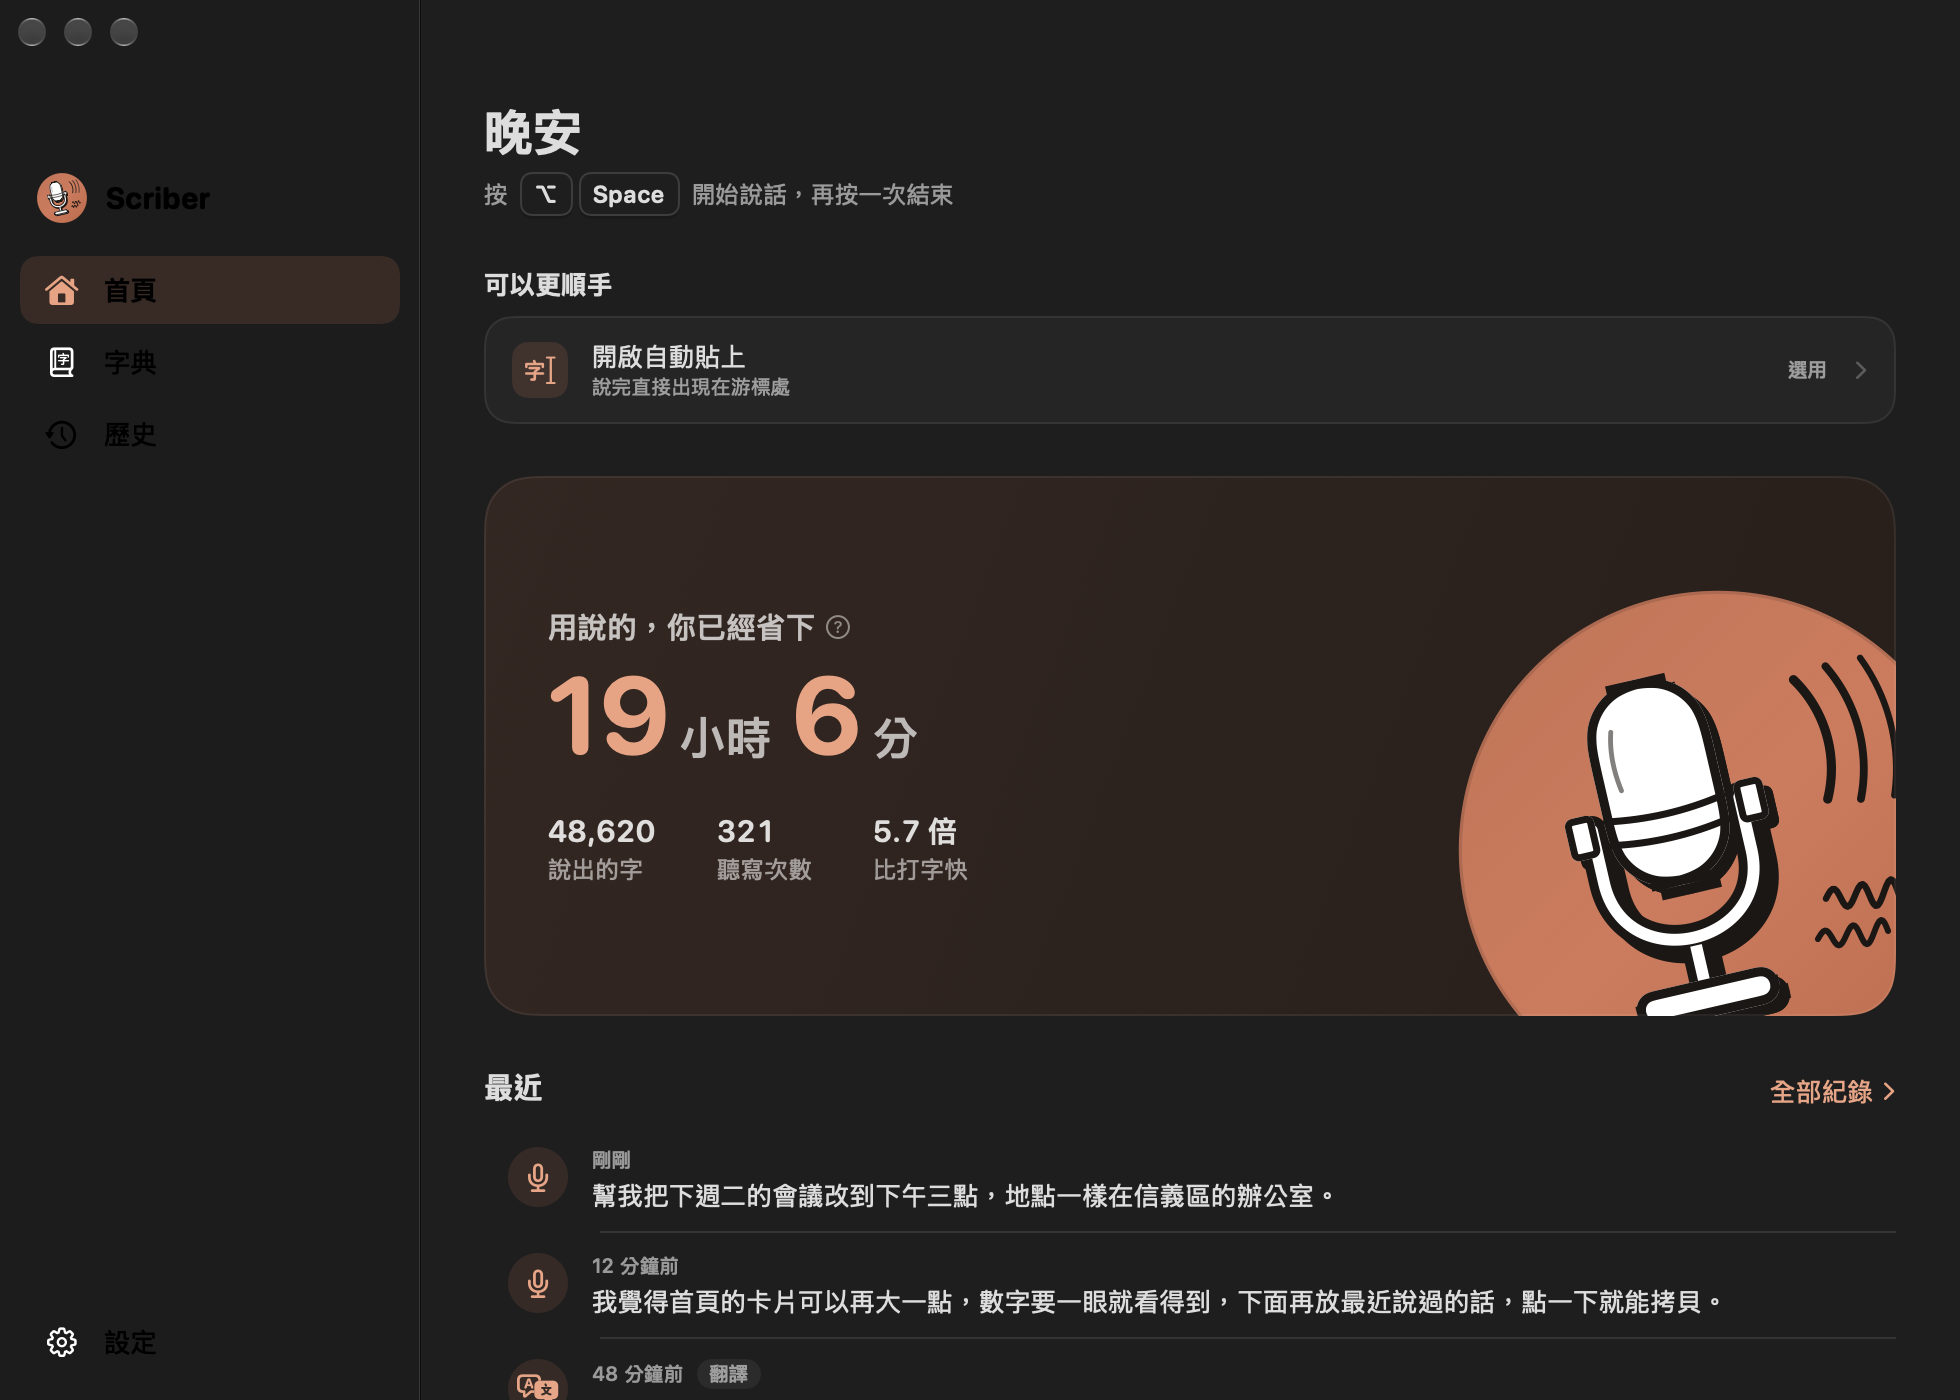 Scriber
首頁
字典
歷史
設定
晚安
按 ⌥ Space 開始說話，再按一次結束
可以更順手
字 開啟自動貼上
說完直接出現在游標處
選用
用說的，你已經省下 ?
19 小時 6 分
48,620 321 5.7 倍
說出的字 聽寫次數 比打字快
最近 全部紀錄
剛剛
幫我把下週二的會議改到下午三點，地點一樣在信義區的辦公室。
12 分鐘前
我覺得首頁的卡片可以再大一點，數字要一眼就看得到，下面再放最近說過的話，點一下就能拷貝。
48 分鐘前 翻譯